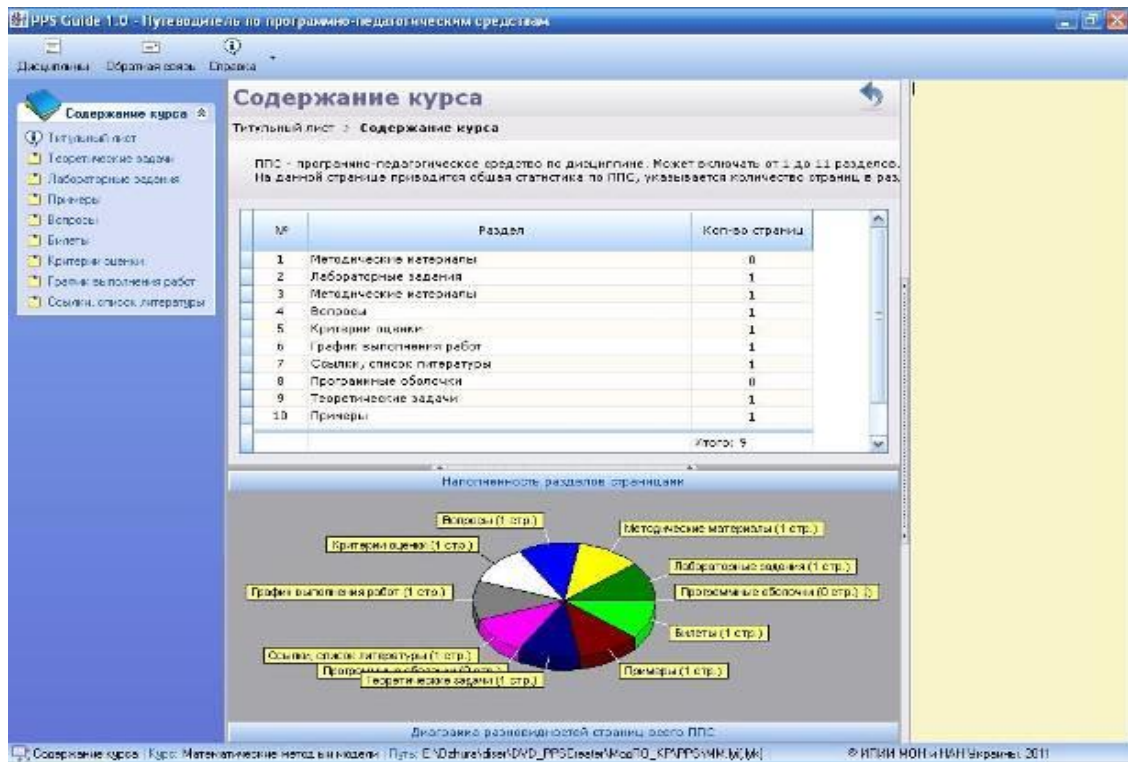 PPS Guide 1.0 - Путеводитель по программно-педагогическим средствам
Дисциплины Обратная связь Справка
Содержание курса
Титульный лист
Теоретические задачи
Лабораторные задания
Примеры
Вопросы
Билеты
Критерии оценки
График выполнения работ
Ссылки, список литературы
Содержание курса
Титульный лист > Содержание курса
ППС - программно-педагогическое средство по дисциплине. Может включать от 1 до 11 разделов.
На данной странице приводится общая статистика по ППС, указывается количество страниц в раз
№ Раздел Кол-во страниц
1 Методические материалы 0
2 Лабораторные задания 1
3 Методические материалы 1
4 Вопросы 1
5 Критерии оценки 1
6 График выполнения работ 1
7 Ссылки, список литературы 1
8 Программные оболочки 0
9 Теоретические задачи 1
10 Примеры 1
Итого: 9
Наполненность разделов страницами
Вопросы (1 стр.)
Методические материалы (1 стр.)
Критерии оценки (1 стр.)
Лабораторные задания (1 стр.)
График выполнения работ (1 стр.)
Программные оболочки (0 стр.)
Билеты (1 стр.)
Ссылки, список литературы (1 стр.)
Примеры (1 стр.)
Теоретические задачи (1 стр.)
Диаграмма разновидностей страниц всего ППС
Содержание курса Курс: Математические методы и модели Путь: © ИПИИ МОН и НАН Украины, 2011